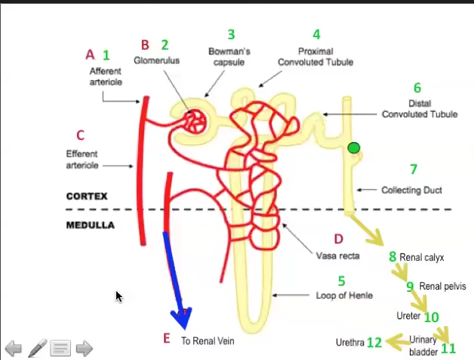 A 1
Afferent
arteriole
B 2
Glomerulus
3
Bowman's
capsule
4
Proximal
Convoluted Tubule
6
Distal
Convoluted Tubule
C
Efferent
arteriole
7
Collecting Duct
CORTEX
MEDULLA
D
Vasa recta
8 Renal calyx
5
Loop of Henle
9 Renal pelvis
Ureter 10
E To Renal Vein
Urethra 12
Urinary
bladder 11